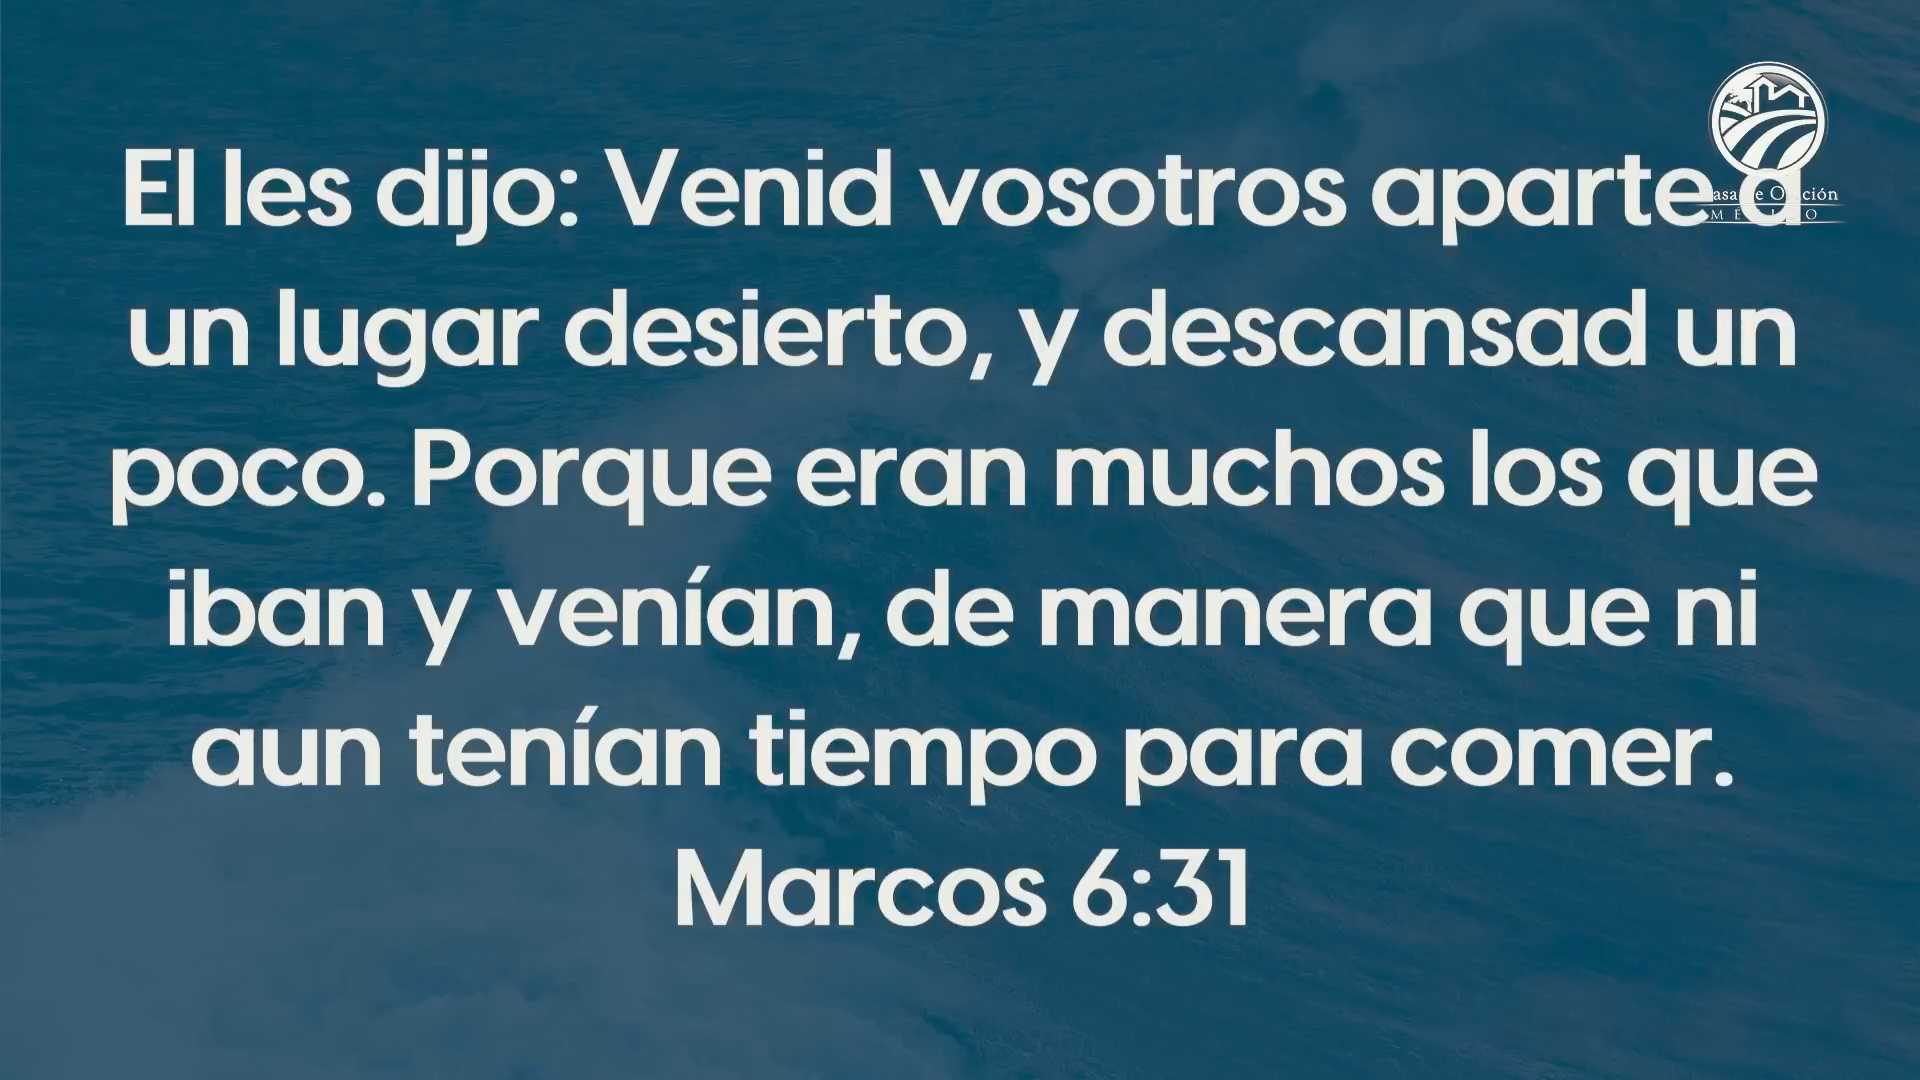 El les dijo: Venid vosotros aparte a
un lugar desierto, y descansad un
poco. Porque eran muchos los que
iban y venían, de manera que ni
aun tenían tiempo para comer.
Marcos 6:31